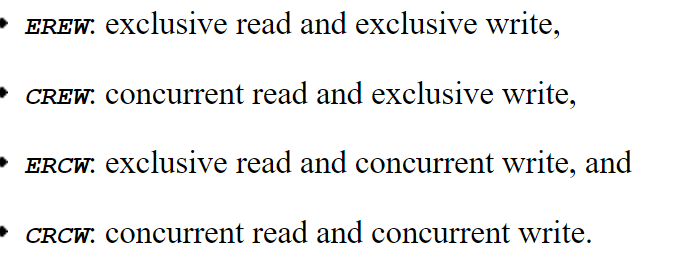 • EREW: exclusive read and exclusive write,
• CREW: concurrent read and exclusive write,
• ERCW: exclusive read and concurrent write, and
• CRCW: concurrent read and concurrent write.